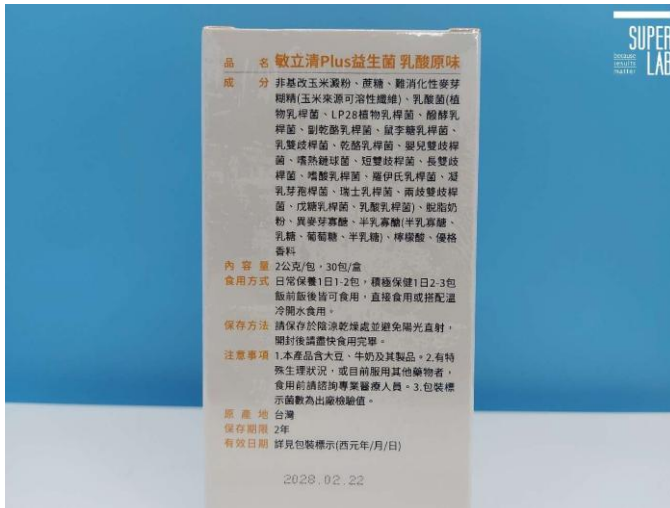 SUPER LAB
because
results
matter
品名 敏立清Plus益生菌 乳酸原味
成分 非基改玉米澱粉、蔗糖、難消化性麥芽
糊精(玉米來源可溶性纖維)、乳酸菌(植
物乳桿菌、LP28植物乳桿菌、醱酵乳
桿菌、副乾酪乳桿菌、鼠李糖乳桿菌、
乳雙歧桿菌、乾酪乳桿菌、嬰兒雙歧桿
菌、嗜熱鏈球菌、短雙歧桿菌、長雙歧
桿菌、嗜酸乳桿菌、羅伊氏乳桿菌、凝
乳芽孢桿菌、瑞士乳桿菌、兩歧雙歧桿
菌、戊糖乳桿菌、乳酸乳桿菌)、脫脂奶
粉、異麥芽寡醣、半乳寡醣(半乳寡醣、
乳糖、葡萄糖、半乳糖)、檸檬酸、優格
香料
內容量 2公克/包，30包/盒
食用方式 日常保養1日1-2包，積極保健1日2-3包
飯前飯後皆可食用，直接食用或搭配溫
冷開水食用。
保存方法 請保存於陰涼乾燥處並避免陽光直射，
開封後請盡快食用完畢。
注意事項 1.本產品含大豆、牛奶及其製品。2.有特
殊生理狀況，或目前服用其他藥物者，
食用前請諮詢專業醫療人員。3.包裝標
示菌數為出廠檢驗值。
原產地 台灣
保存期限 2年
有效日期 詳見包裝標示(西元年/月/日)
2028.02.22